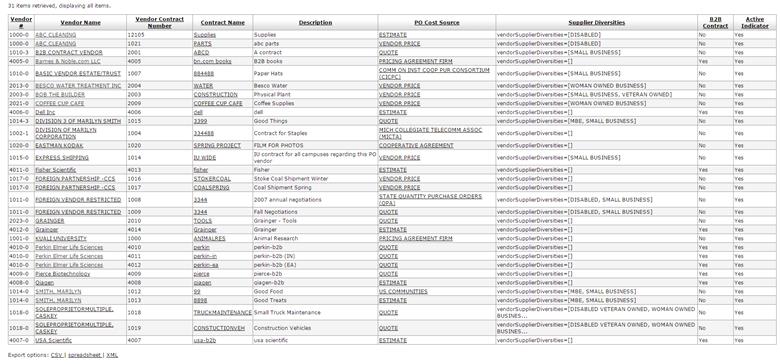 31 items retrieved, displaying all items.
Vendor # Vendor Name Vendor Contract Number Contract Name Description PO Cost Source Supplier Diversities B2B Contract Active Indicator
1000-0 ABC CLEANING 12105 Supplies Supplies ESTIMATE vendorSupplierDiversities=[DISABLED] No Yes
1000-0 ABC CLEANING 1021 PARTS abc parts VENDOR PRICE vendorSupplierDiversities=[DISABLED] No Yes
1010-3 B2B CONTRACT VENDOR 2001 ABCD A contract QUOTE vendorSupplierDiversities=[SMALL BUSINESS] No Yes
4005-0 Barnes & Noble.com LLC 4005 bn.com books B2B books PRICING AGREEMENT FIRM vendorSupplierDiversities=[] Yes Yes
1010-0 BASIC VENDOR ESTATE/TRUST 1007 884488 Paper Hats COMM ON INST COOP PUR CONSORTIUM (CICPC) vendorSupplierDiversities=[SMALL BUSINESS] No Yes
2013-0 BESCO WATER TREATMENT INC 2004 WATER Besco Water VENDOR PRICE vendorSupplierDiversities=[WOMAN OWNED, SMALL BUSINESS] No Yes
2003-0 BOB THE BUILDER 2003 CONSTRUCTION Physical Plant VENDOR PRICE vendorSupplierDiversities=[SMALL BUSINESS, VETERAN OWNED] No Yes
2021-0 COFFEE CUP CAFE 2009 COFFEE CUP CAFE Coffee Supplies VENDOR PRICE vendorSupplierDiversities=[WOMAN OWNED, SMALL BUSINESS] No Yes
4006-0 Dell Inc 4006 dell dell ESTIMATE vendorSupplierDiversities=[] Yes Yes
1014-3 DIVISION 3 OF MARILYN SMITH 1015 3399 Good Things QUOTE vendorSupplierDiversities=[MBE, SMALL BUSINESS] No Yes
1002-1 DIVISION OF MARILYN CORPORATION 1004 334488 Contract for Staples MICH COLLEGIATE TELECOMM ASSOC (MICTA) vendorSupplierDiversities=[] No Yes
1020-0 EASTMAN KODAK 1020 SPRING PROJECT FILM FOR PHOTOS COOPERATIVE AGREEMENT vendorSupplierDiversities=[] No Yes
1015-0 EXPRESS SHIPPING 1014 IU WIDE IU contract for all campuses regarding this PO vendor VENDOR PRICE vendorSupplierDiversities=[SMALL BUSINESS] No Yes
4011-0 Fisher Scientific 4013 fisher Fisher ESTIMATE vendorSupplierDiversities=[] Yes Yes
1017-0 FOREIGN PARTNERSHIP -CCS 1016 STOKERCOAL Stoke Coal Shipment Winter VENDOR PRICE vendorSupplierDiversities=[] No Yes
1017-0 FOREIGN PARTNERSHIP -CCS 1017 COALSPRING Coal Shipment Spring VENDOR PRICE vendorSupplierDiversities=[] No Yes
1011-0 FOREIGN VENDOR RESTRICTED 1008 3344 2007 annual negotiations STATE QUANTITY PURCHASE ORDERS (QPA) vendorSupplierDiversities=[DISABLED, SMALL BUSINESS] No Yes
1011-0 FOREIGN VENDOR RESTRICTED 1009 3344 Fall Negotiations QUOTE vendorSupplierDiversities=[DISABLED, SMALL BUSINESS] No Yes
2023-0 GRAINGER 2010 TOOLS Grainger - Tools QUOTE vendorSupplierDiversities=[] No Yes
4012-0 Grainger 4014 Grainger Grainger ESTIMATE vendorSupplierDiversities=[] Yes Yes
1001-0 KUALI UNIVERSITY 1000 ANIMALRES Animal Research PRICING AGREEMENT FIRM vendorSupplierDiversities=[] No Yes
4010-0 Perkin Elmer Life Sciences 4010 perkin perkin-b2b QUOTE vendorSupplierDiversities=[] Yes Yes
4010-0 Perkin Elmer Life Sciences 4011 perkin-in perkin-b2b (IN) QUOTE vendorSupplierDiversities=[] Yes Yes
4010-0 Perkin Elmer Life Sciences 4012 perkin-ea perkin-b2b (EA) QUOTE vendorSupplierDiversities=[] Yes Yes
4009-0 Pierce Biotechnology 4009 pierce pierce-b2b QUOTE vendorSupplierDiversities=[] Yes Yes
4008-0 Qiagen 4008 qiagen qiagen-b2b ESTIMATE vendorSupplierDiversities=[] Yes Yes
1014-0 SMITH, MARILYN 1012 99 Good Food US COMMUNITIES vendorSupplierDiversities=[MBE, SMALL BUSINESS] No Yes
1014-0 SMITH, MARILYN 1013 8898 Good Treats QUOTE vendorSupplierDiversities=[MBE, SMALL BUSINESS] No Yes
1018-0 SOLEPROPRIETORMULTIPLE, CASKEY 1018 TRUCKMAINTENANCE Small Truck Maintenance QUOTE vendorSupplierDiversities=[DISABLED VETERAN OWNED, WOMAN OWNED, SMALL BUSINES... No Yes
1018-0 SOLEPROPRIETORMULTIPLE, CASKEY 1019 CONSTUCTIONVEH Construction Vehicles QUOTE vendorSupplierDiversities=[DISABLED VETERAN OWNED, WOMAN OWNED, SMALL BUSINES... No Yes
4007-0 USA Scientific 4007 usa-b2b usa scientific ESTIMATE vendorSupplierDiversities=[] Yes Yes
Export options: CSV | spreadsheet | XML